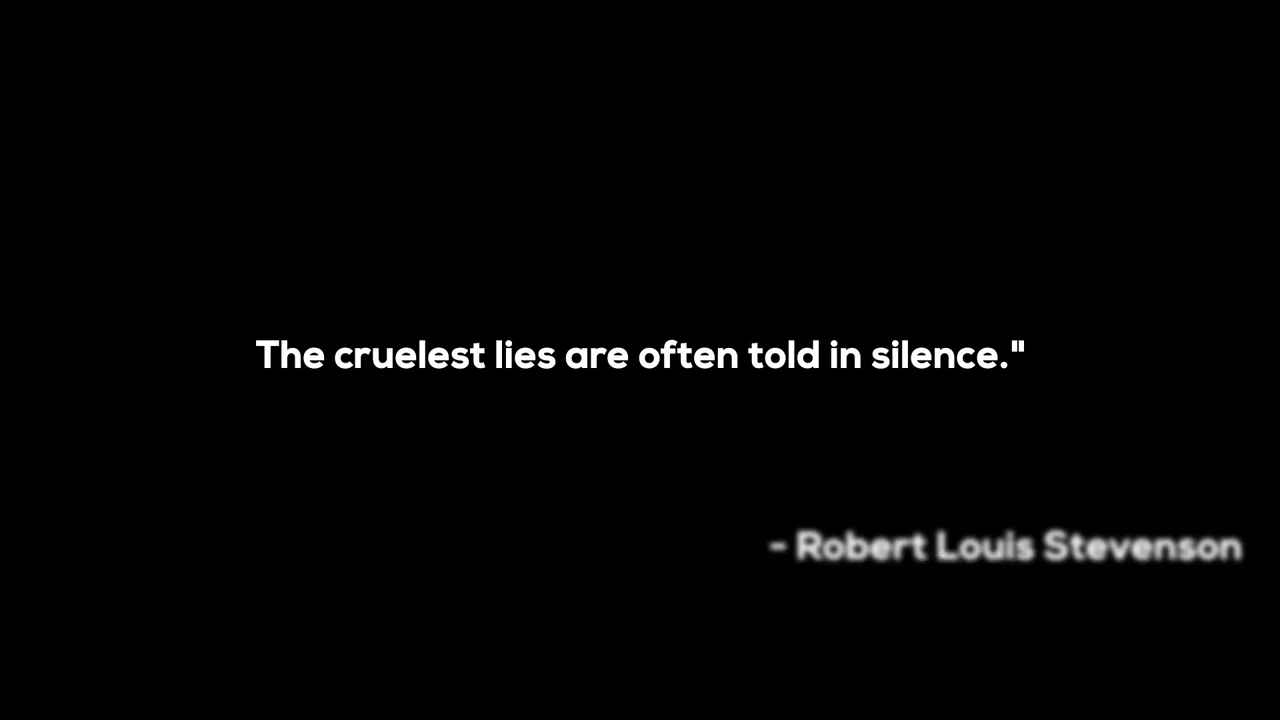 The cruelest lies are often told in silence."
- Robert Louis Stevenson